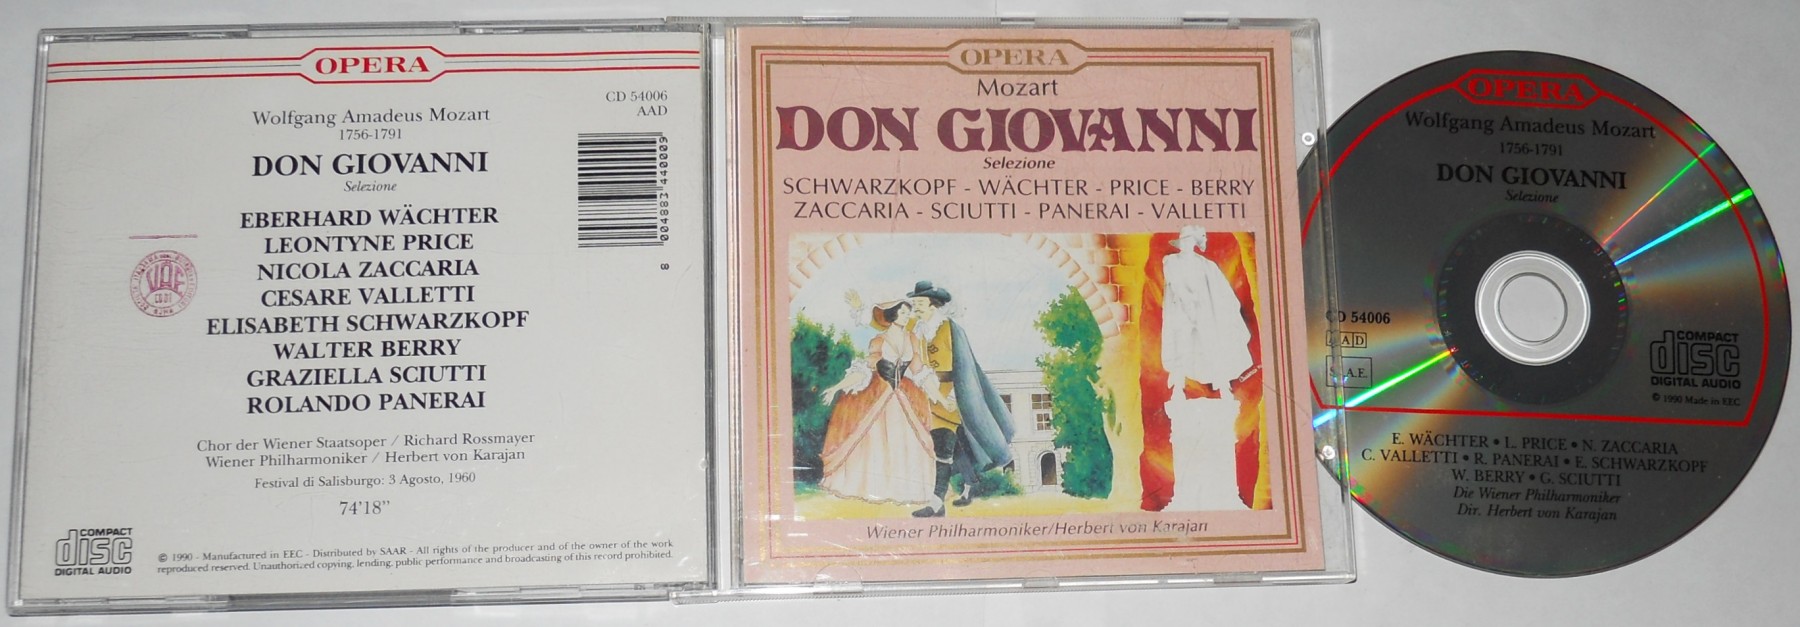 OPERA
Wolfgang Amadeus Mozart
1756-1791
DON GIOVANNI
Selezione
CD 54006
AAD
8 004883 440009
EBERHARD WÄCHTER
LEONTYNE PRICE
NICOLA ZACCARIA
CESARE VALLETTI
ELISABETH SCHWARZKOPF
WALTER BERRY
GRAZIELLA SCIUTTI
ROLANDO PANERAI
Chor der Wiener Staatsoper / Richard Rossmayer
Wiener Philharmoniker / Herbert von Karajan
Festival di Salisburgo: 3 Agosto, 1960
74'18”
COMPACT
disc
DIGITAL AUDIO
© 1990 - Manufactured in EEC - Distributed by SAAR - All rights of the producer and of the owner of the work
reproduced reserved. Unauthorized copying, lending, public performance and broadcasting of this record prohibited.
OPERA
Mozart
DON GIOVANNI
Selezione
SCHWARZKOPF - WÄCHTER - PRICE - BERRY
ZACCARIA - SCIUTTI - PANERAI - VALLETTI
Wiener Philharmoniker/Herbert von Karajan
OPERA
Wolfgang Amadeus Mozart
1756-1791
DON GIOVANNI
Selezione
CD 54006
AAD
S.I.A.E.
COMPACT
disc
DIGITAL AUDIO
© 1990 Made in EEC
E. WÄCHTER • L. PRICE • N. ZACCARIA
C. VALLETTI • R. PANERAI • E. SCHWARZKOPF
W. BERRY • G. SCIUTTI
Die Wiener Philharmoniker
Dir. Herbert von Karajan